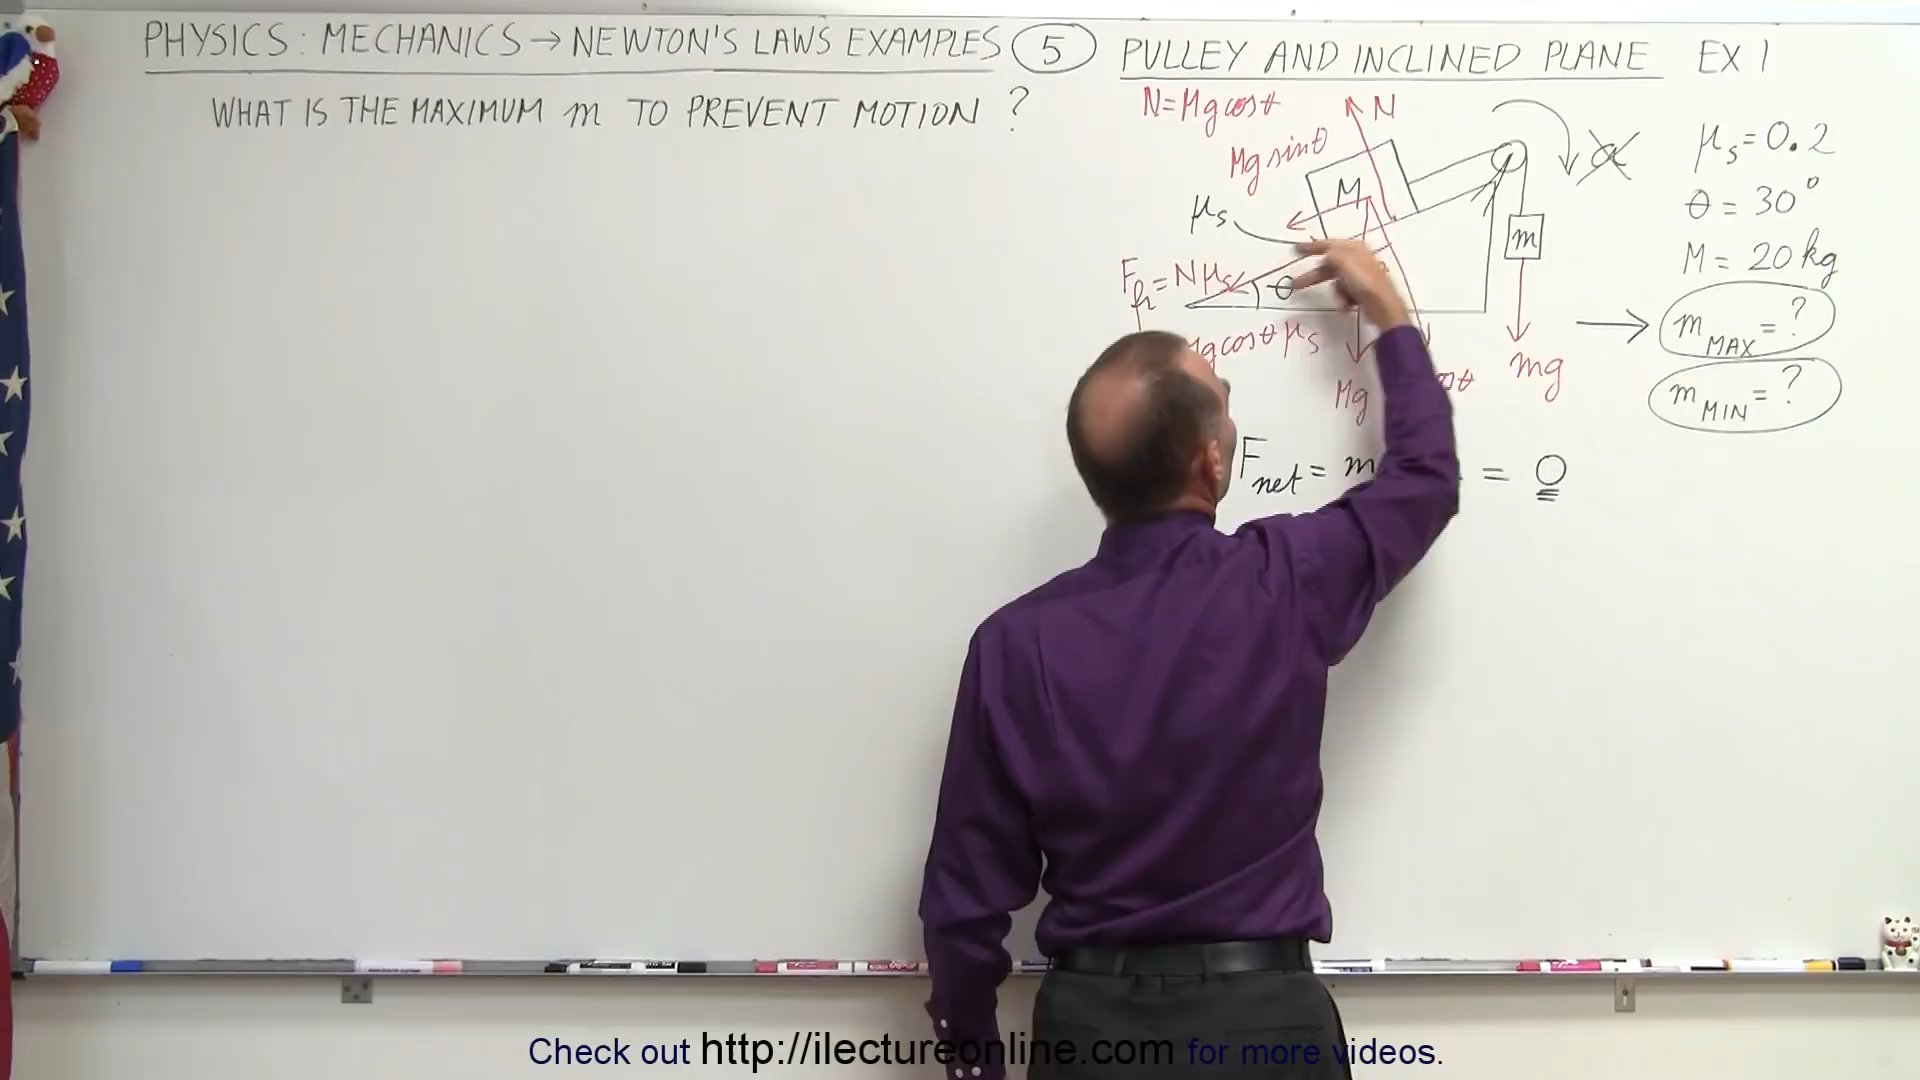 PHYSICS: MECHANICS → NEWTON'S LAWS EXAMPLES 5 PULLEY AND INCLINED PLANE EX 1
WHAT IS THE MAXIMUM m TO PREVENT MOTION ?
N=Mg cosθ
N
Mg sinθ
M
μs
m
Ffr = Nμs
θ
Mg cosθ μs
Mg
mg
μs = 0.2
θ = 30°
M = 20 kg
→ mMAX = ?
mMIN = ?
Fnet = m = 0
Check out http://ilectureonline.com for more videos.